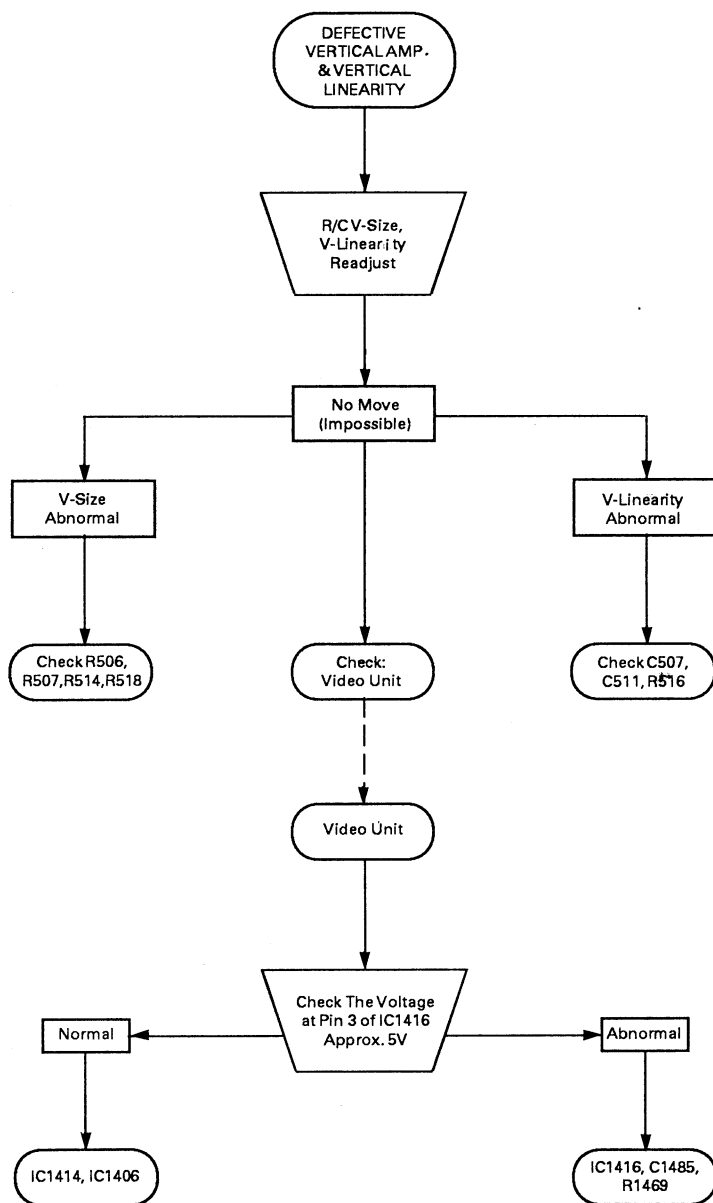 DEFECTIVE
VERTICAL AMP.
& VERTICAL
LINEARITY
R/C V-Size,
V-Linearity
Readjust
No Move
(Impossible)
V-Size
Abnormal
V-Linearity
Abnormal
Check R506,
R507, R514, R518
Check:
Video Unit
Check C507,
C511, R516
Video Unit
Check The Voltage
at Pin 3 of IC1416
Approx. 5V
Normal
Abnormal
IC1414, IC1406
IC1416, C1485,
R1469